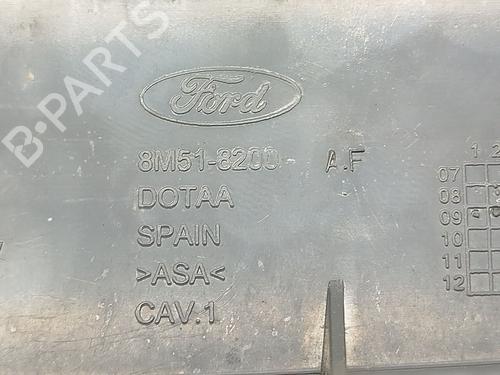 B-PARTS
Ford
8M51-8200 A.F
DOTAA
SPAIN
>ASA<
CAV.1
1 2
07
08
09
10
11
12